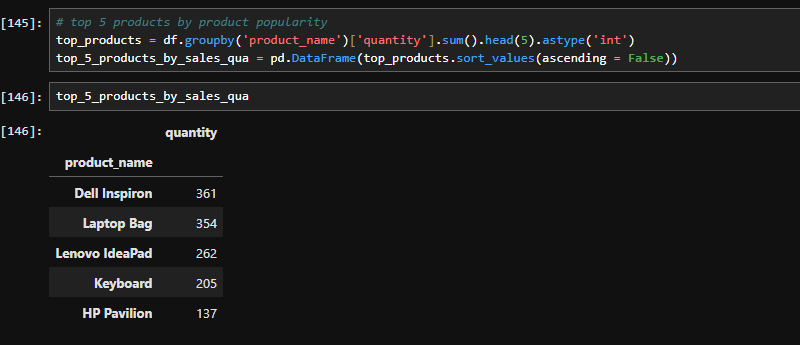 [145]: # top 5 products by product popularity
top_products = df.groupby('product_name')['quantity'].sum().head(5).astype('int')
top_5_products_by_sales_qua = pd.DataFrame(top_products.sort_values(ascending = False))
[146]: top_5_products_by_sales_qua
[146]: quantity
product_name
Dell Inspiron 361
Laptop Bag 354
Lenovo IdeaPad 262
Keyboard 205
HP Pavilion 137